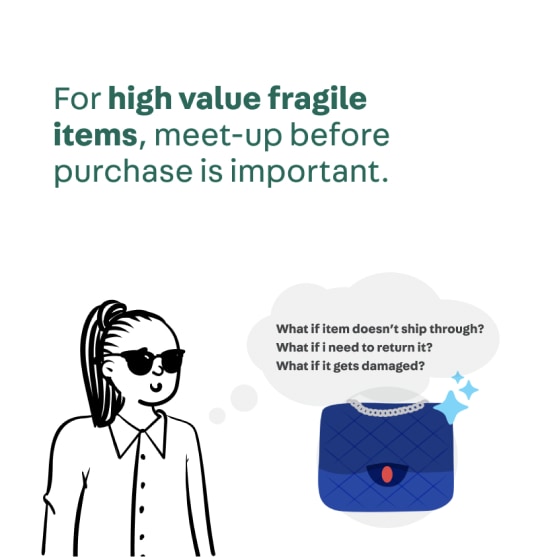 For high value fragile
items, meet-up before
purchase is important.
What if item doesn't ship through?
What if i need to return it?
What if it gets damaged?